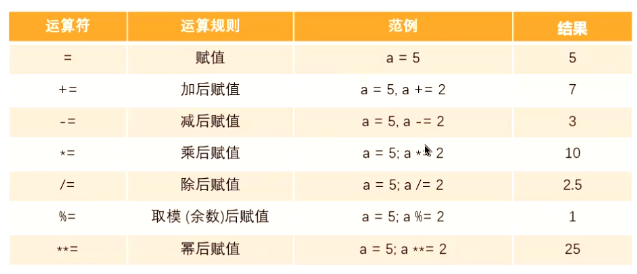 运算符 运算规则 范例 结果
= 赋值 a = 5 5
+= 加后赋值 a = 5, a += 2 7
-= 减后赋值 a = 5, a -= 2 3
*= 乘后赋值 a = 5; a *= 2 10
/= 除后赋值 a = 5; a /= 2 2.5
%= 取模 (余数)后赋值 a = 5; a %= 2 1
**= 幂后赋值 a = 5; a **= 2 25